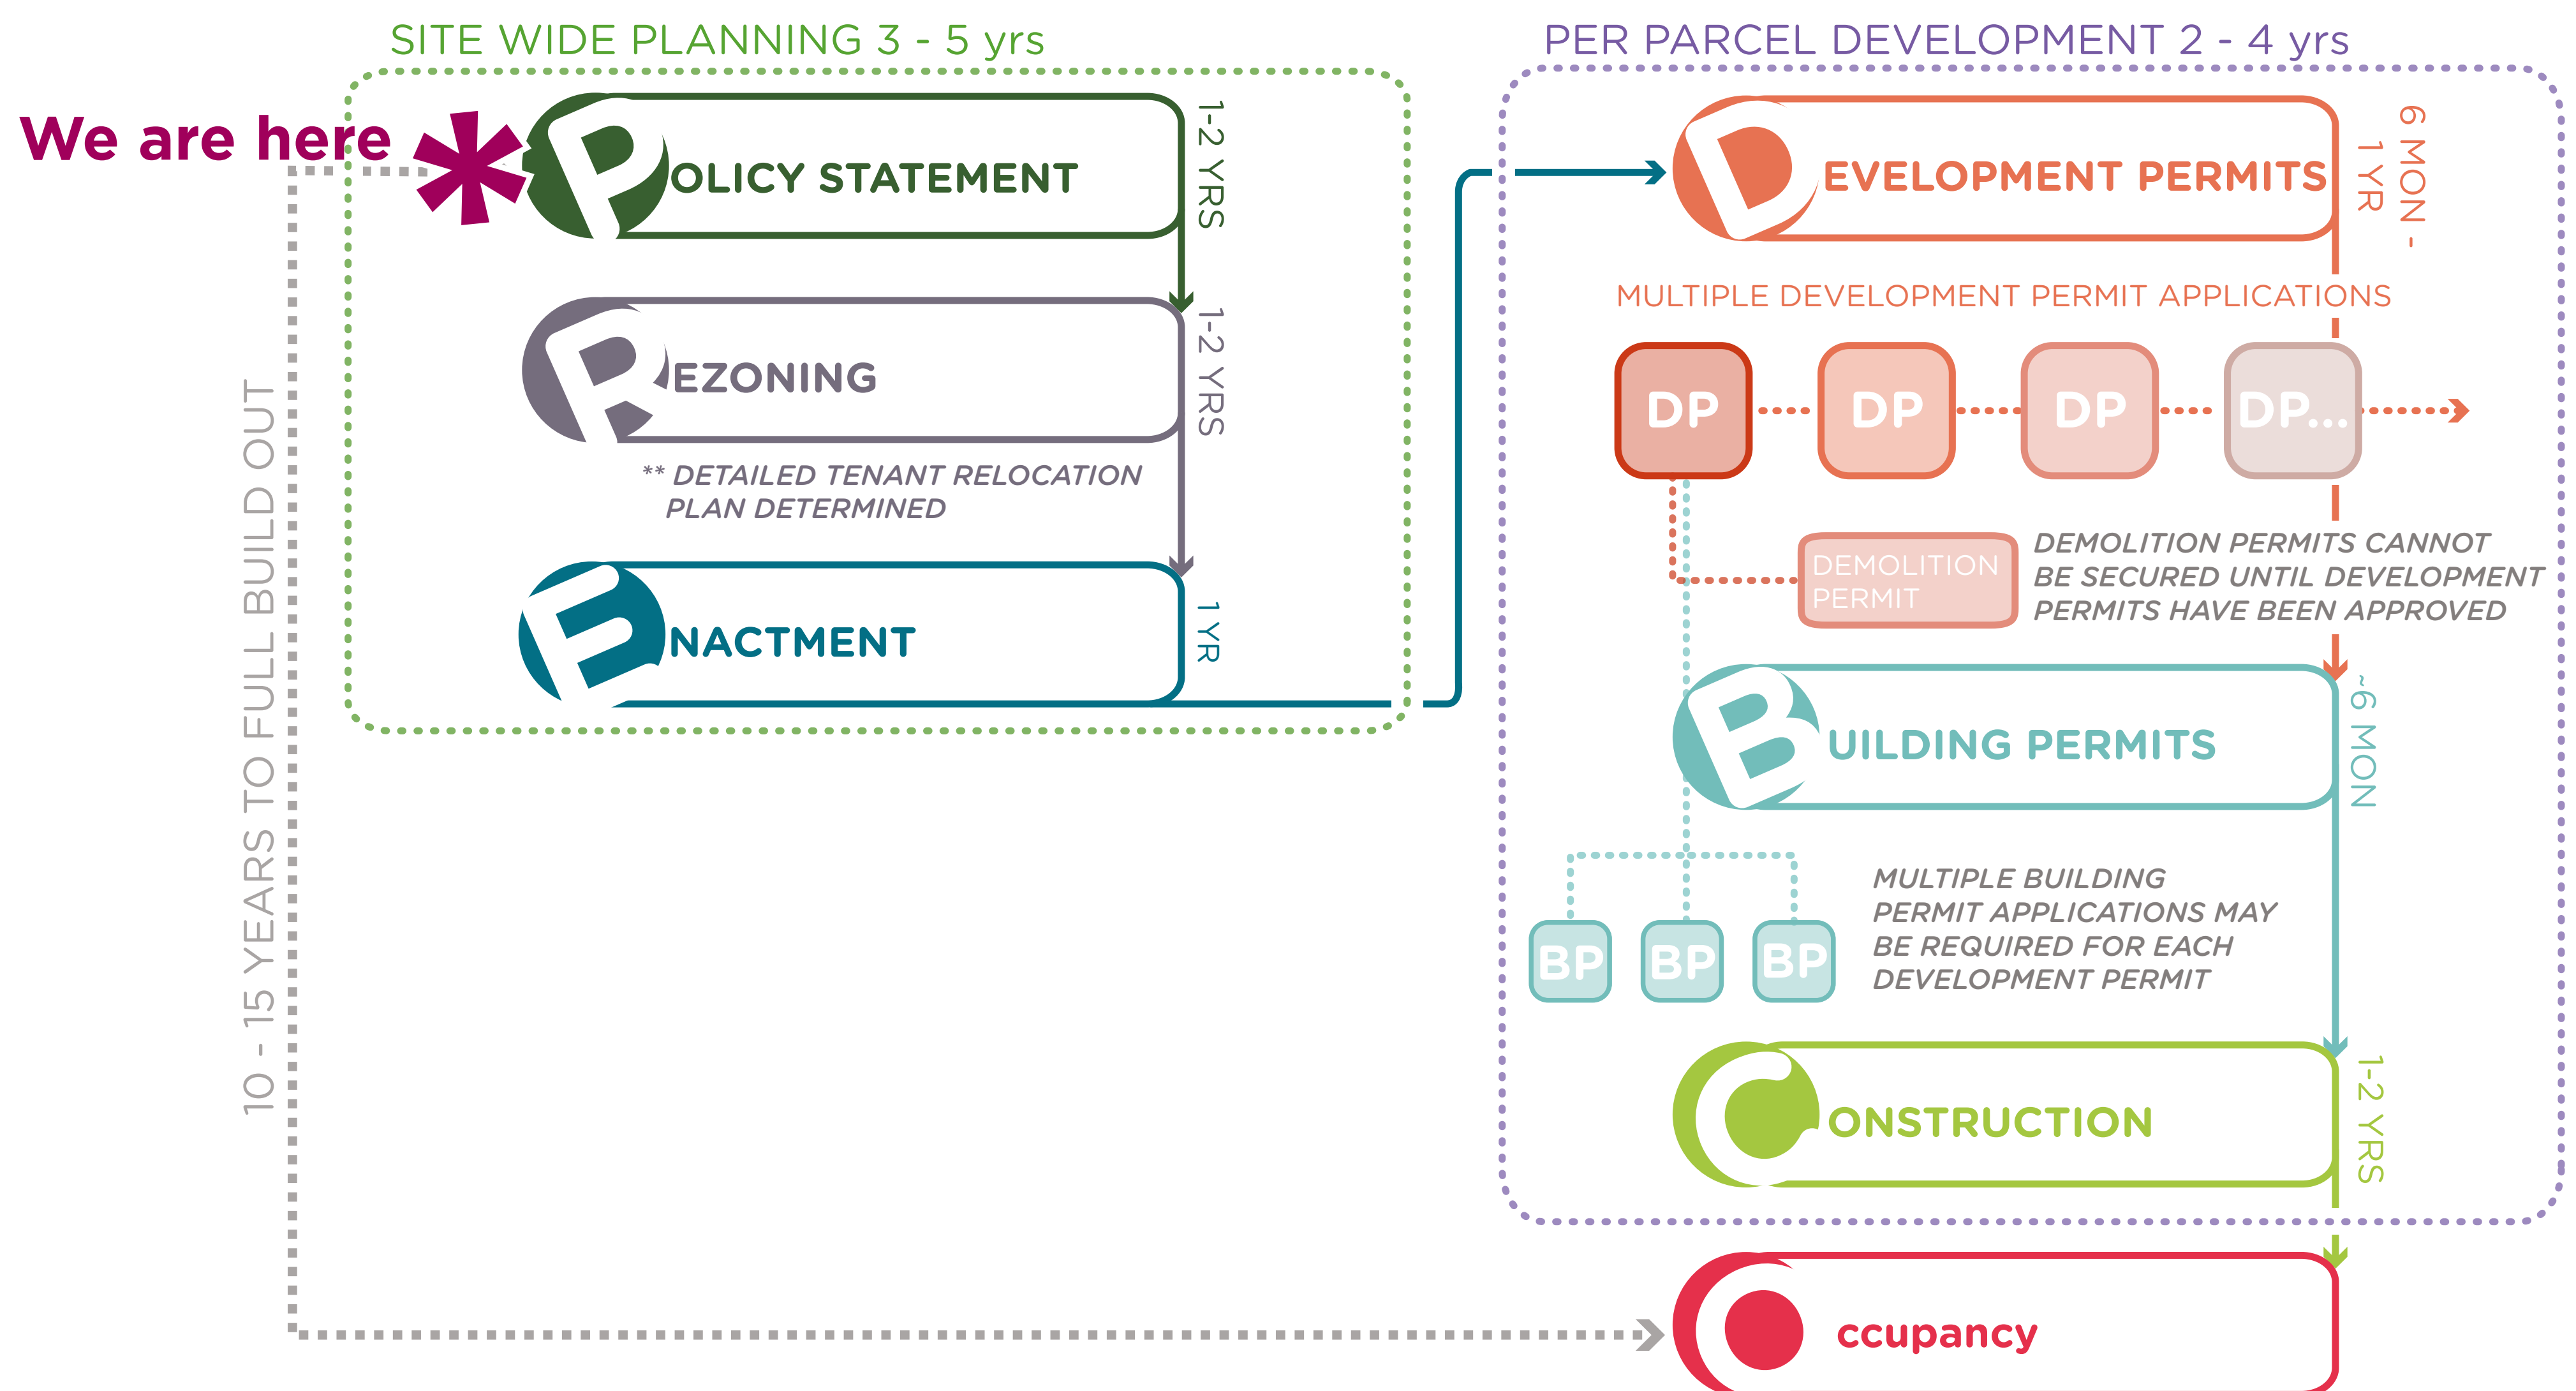 SITE WIDE PLANNING 3 - 5 yrs
We are here
POLICY STATEMENT
1-2 YRS
REZONING
1-2 YRS
** DETAILED TENANT RELOCATION
PLAN DETERMINED
ENACTMENT
1 YR
10 - 15 YEARS TO FULL BUILD OUT
PER PARCEL DEVELOPMENT 2 - 4 yrs
DEVELOPMENT PERMITS
6 MON -
1 YR
MULTIPLE DEVELOPMENT PERMIT APPLICATIONS
DP DP DP DP...
DEMOLITION
PERMIT
DEMOLITION PERMITS CANNOT
BE SECURED UNTIL DEVELOPMENT
PERMITS HAVE BEEN APPROVED
BUILDING PERMITS
~6 MON
MULTIPLE BUILDING
PERMIT APPLICATIONS MAY
BE REQUIRED FOR EACH
DEVELOPMENT PERMIT
BP BP BP
CONSTRUCTION
1-2 YRS
Occupancy